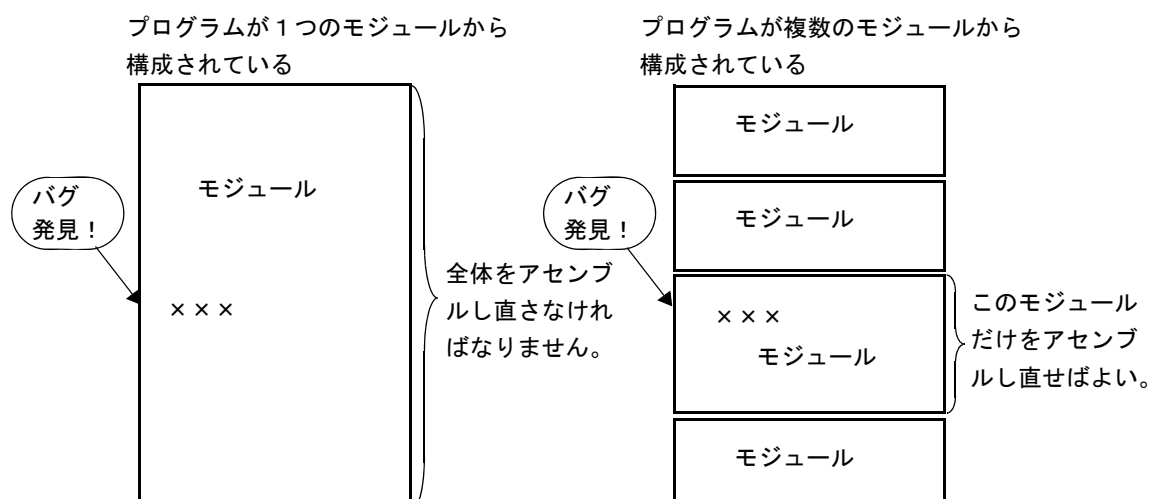 プログラムが１つのモジュールから
構成されている
モジュール
バグ
発見！
×××
全体をアセンブ
ルし直さなけれ
ばなりません。
プログラムが複数のモジュールから
構成されている
モジュール
モジュール
バグ
発見！
×××
モジュール
このモジュール
だけをアセンブ
ルし直せばよい。
モジュール